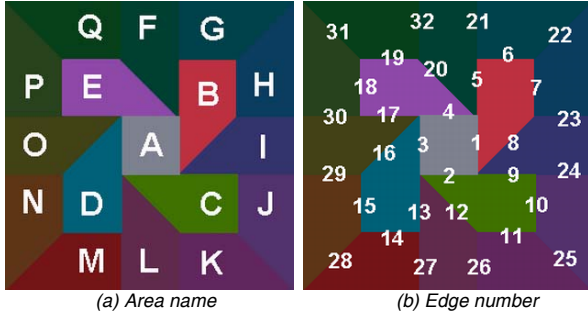 Q F G
P E B H
O A I
N D C J
M L K
(a) Area name
31 32 21 22
19 6
18 20 5 7
30 17 4 23
16 3 1 8
29 2 9 24
15 13 12 10
14 11
28 27 26 25
(b) Edge number